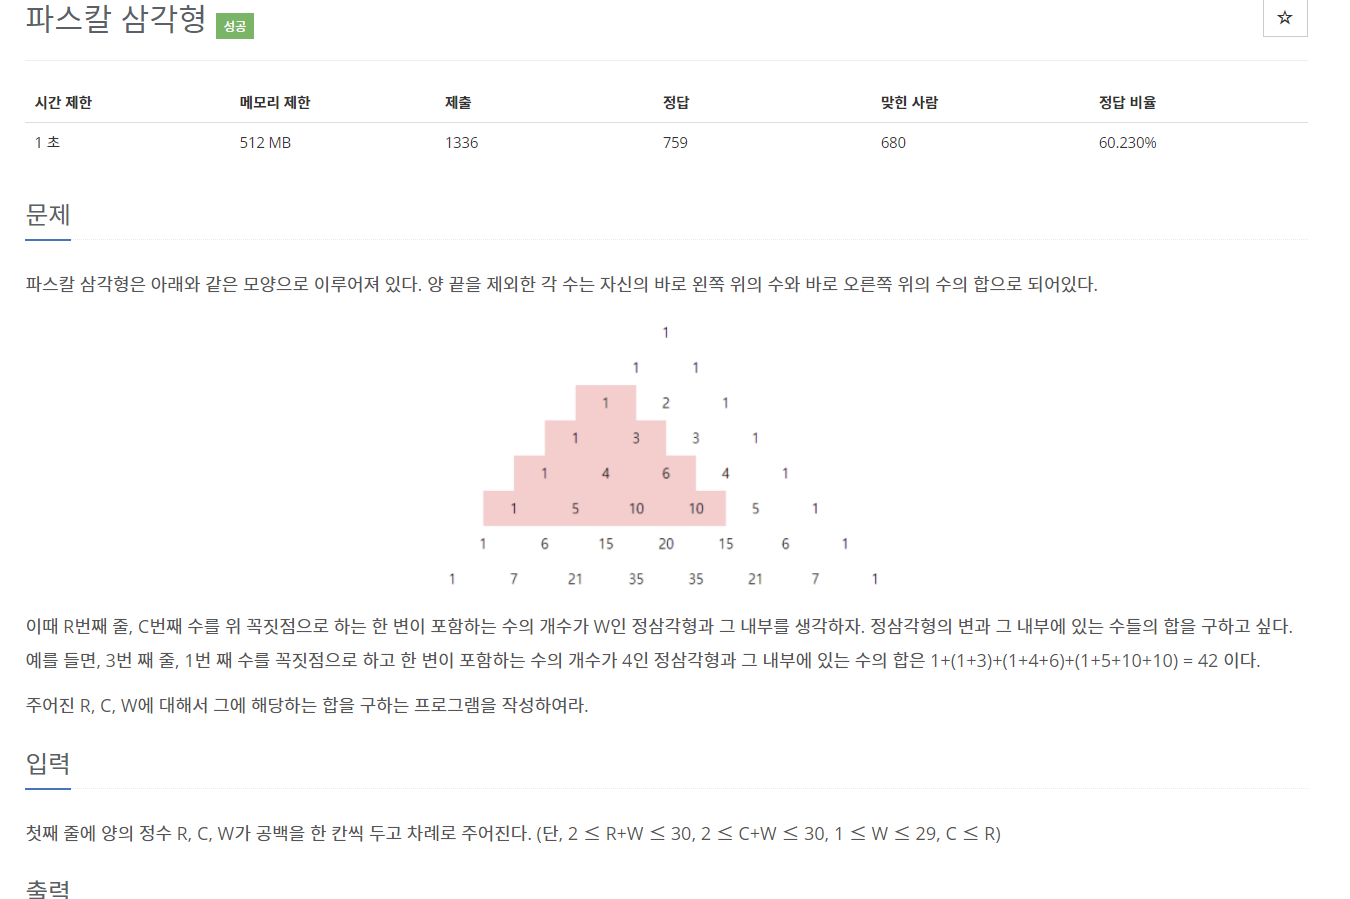 파스칼 삼각형 성공
☆
시간 제한 메모리 제한 제출 정답 맞힌 사람 정답 비율
1 초 512 MB 1336 759 680 60.230%
문제
파스칼 삼각형은 아래와 같은 모양으로 이루어져 있다. 양 끝을 제외한 각 수는 자신의 바로 왼쪽 위의 수와 바로 오른쪽 위의 수의 합으로 되어있다.
1
1 1
1 2 1
1 3 3 1
1 4 6 4 1
1 5 10 10 5 1
1 6 15 20 15 6 1
1 7 21 35 35 21 7 1
이때 R번째 줄, C번째 수를 위 꼭짓점으로 하는 한 변이 포함하는 수의 개수가 W인 정삼각형과 그 내부를 생각하자. 정삼각형의 변과 그 내부에 있는 수들의 합을 구하고 싶다.
예를 들면, 3번 째 줄, 1번 째 수를 꼭짓점으로 하고 한 변이 포함하는 수의 개수가 4인 정삼각형과 그 내부에 있는 수의 합은 1+(1+3)+(1+4+6)+(1+5+10+10) = 42 이다.
주어진 R, C, W에 대해서 그에 해당하는 합을 구하는 프로그램을 작성하여라.
입력
첫째 줄에 양의 정수 R, C, W가 공백을 한 칸씩 두고 차례로 주어진다. (단, 2 ≤ R+W ≤ 30, 2 ≤ C+W ≤ 30, 1 ≤ W ≤ 29, C ≤ R)
출력